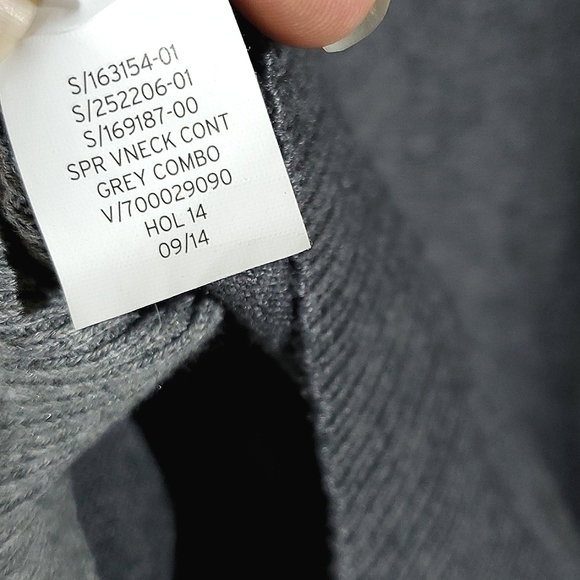 S/163154-01
S/252206-01
S/169187-00
SPR VNECK CONT
GREY COMBO
V/700029090
HOL 14
09/14